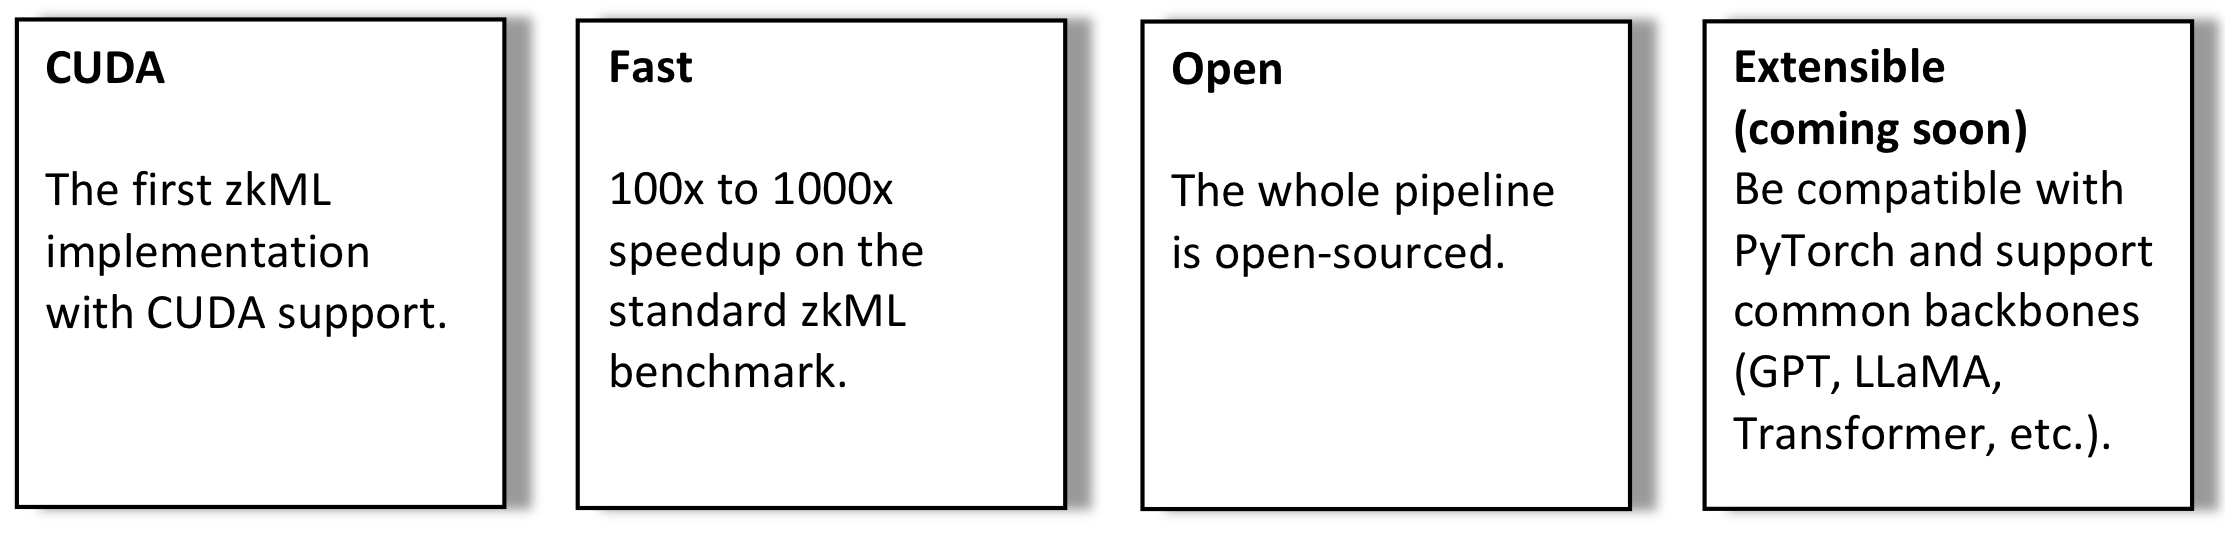 CUDA
The first zkML
implementation
with CUDA support.
Fast
100x to 1000x
speedup on the
standard zkML
benchmark.
Open
The whole pipeline
is open-sourced.
Extensible
(coming soon)
Be compatible with
PyTorch and support
common backbones
(GPT, LLaMA,
Transformer, etc.).